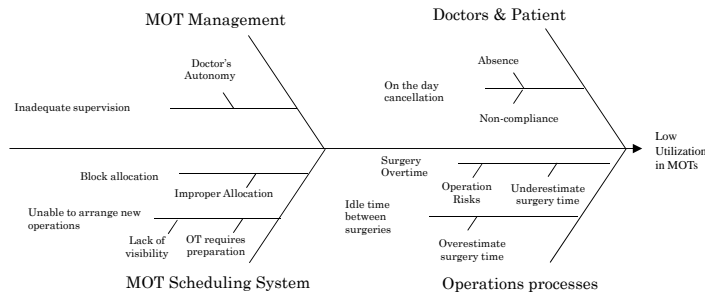 MOT Management
Doctors & Patient
Doctor's
Autonomy
Inadequate supervision
Absence
On the day
cancellation
Non-compliance
Low
Utilization
in MOTs
Block allocation
Improper Allocation
Unable to arrange new
operations
Lack of
visibility
OT requires
preparation
Surgery
Overtime
Operation
Risks
Underestimate
surgery time
Idle time
between
surgeries
Overestimate
surgery time
MOT Scheduling System
Operations processes